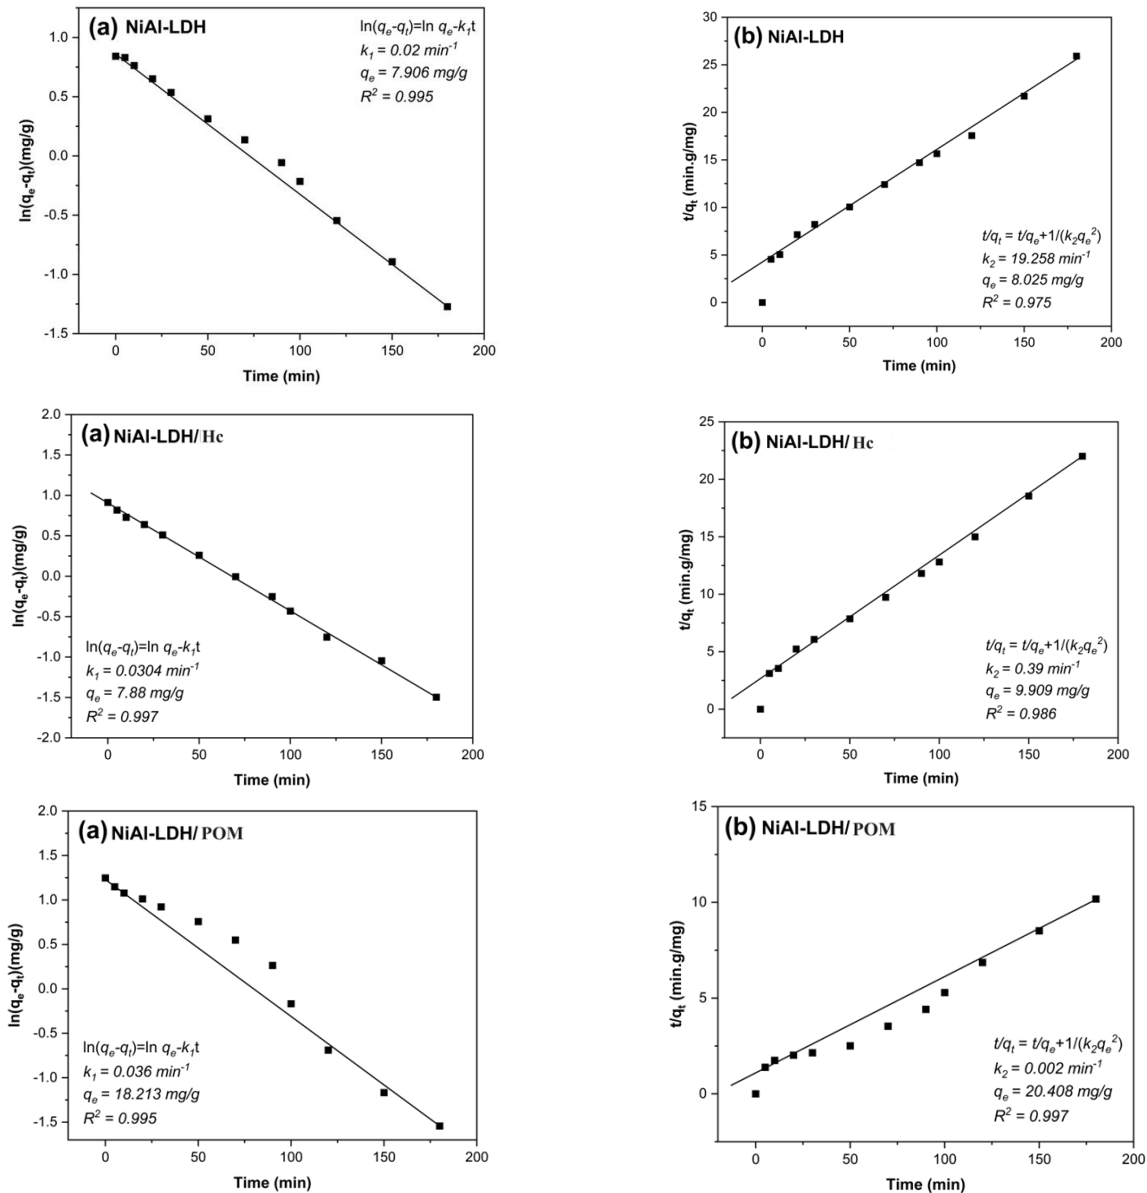 (a) NiAl-LDH
ln(qe-qt)=ln qe-k1t
k1 = 0.02 min-1
qe = 7.906 mg/g
R2 = 0.995
ln(qe-qt)(mg/g)
1.0
0.5
0.0
-0.5
-1.0
-1.5
0 50 100 150 200
Time (min)
(b) NiAl-LDH
t/qt (min.g/mg)
30
25
20
15
10
5
0
t/qt = t/qe+1/(k2qe2)
k2 = 19.258 min-1
qe = 8.025 mg/g
R2 = 0.975
0 50 100 150 200
Time (min)
(a) NiAl-LDH/Hc
ln(qe-qt)(mg/g)
2.0
1.5
1.0
0.5
0.0
-0.5
-1.0
-1.5
-2.0
ln(qe-qt)=ln qe-k1t
k1 = 0.0304 min-1
qe = 7.88 mg/g
R2 = 0.997
0 50 100 150 200
Time (min)
(b) NiAl-LDH/Hc
t/qt (min.g/mg)
25
20
15
10
5
0
t/qt = t/qe+1/(k2qe2)
k2 = 0.39 min-1
qe = 9.909 mg/g
R2 = 0.986
0 50 100 150 200
Time (min)
(a) NiAl-LDH/POM
ln(qe-qt)(mg/g)
2.0
1.5
1.0
0.5
0.0
-0.5
-1.0
-1.5
ln(qe-qt)=ln qe-k1t
k1 = 0.036 min-1
qe = 18.213 mg/g
R2 = 0.995
0 50 100 150 200
Time (min)
(b) NiAl-LDH/POM
t/qt (min.g/mg)
15
10
5
0
t/qt = t/qe+1/(k2qe2)
k2 = 0.002 min-1
qe = 20.408 mg/g
R2 = 0.997
0 50 100 150 200
Time (min)